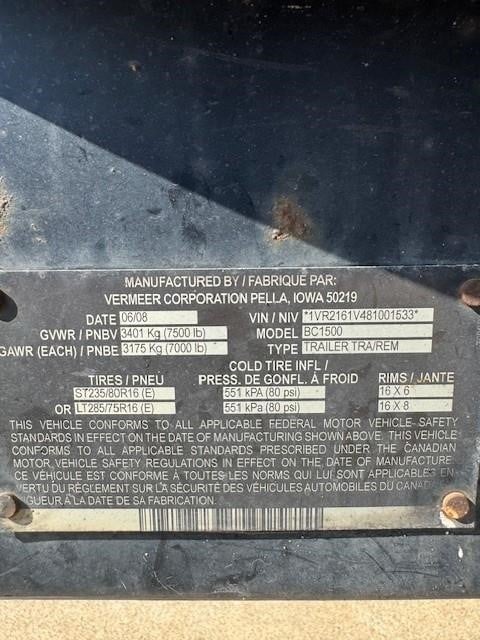 MANUFACTURED BY / FABRIQUE PAR:
VERMEER CORPORATION PELLA, IOWA 50219
DATE 06/08 VIN / NIV *1VR2161V481001533*
GVWR / PNBV 3401 Kg (7500 lb) MODEL BC1500
GAWR (EACH) / PNBE 3175 Kg (7000 lb) TYPE TRAILER TRA/REM
COLD TIRE INFL /
TIRES / PNEU PRESS. DE GONFL. À FROID RIMS / JANTE
ST235/80R16 (E) 551 kPA (80 psi) 16 X 6
OR LT285/75R16 (E) 551 kPa (80 psi) 16 X 8
THIS VEHICLE CONFORMS TO ALL APPLICABLE FEDERAL MOTOR VEHICLE SAFETY
STANDARDS IN EFFECT ON THE DATE OF MANUFACTURING SHOWN ABOVE. THIS VEHICLE
CONFORMS TO ALL APPLICABLE STANDARDS PRESCRIBED UNDER THE CANADIAN
MOTOR VEHICLE SAFETY REGULATIONS IN EFFECT ON THE DATE OF MANUFACTURE
CE VÉHICULE EST CONFORME À TOUTES LES NORMS QUI LUI SONT APPLICABLES EN
VERTU DU RÉGLEMENT SUR LA SÉCURITÉ DES VÉHICULES AUTOMOBILES DU CANAD
IGUEUR À LA DATE DE SA FABRICATION.